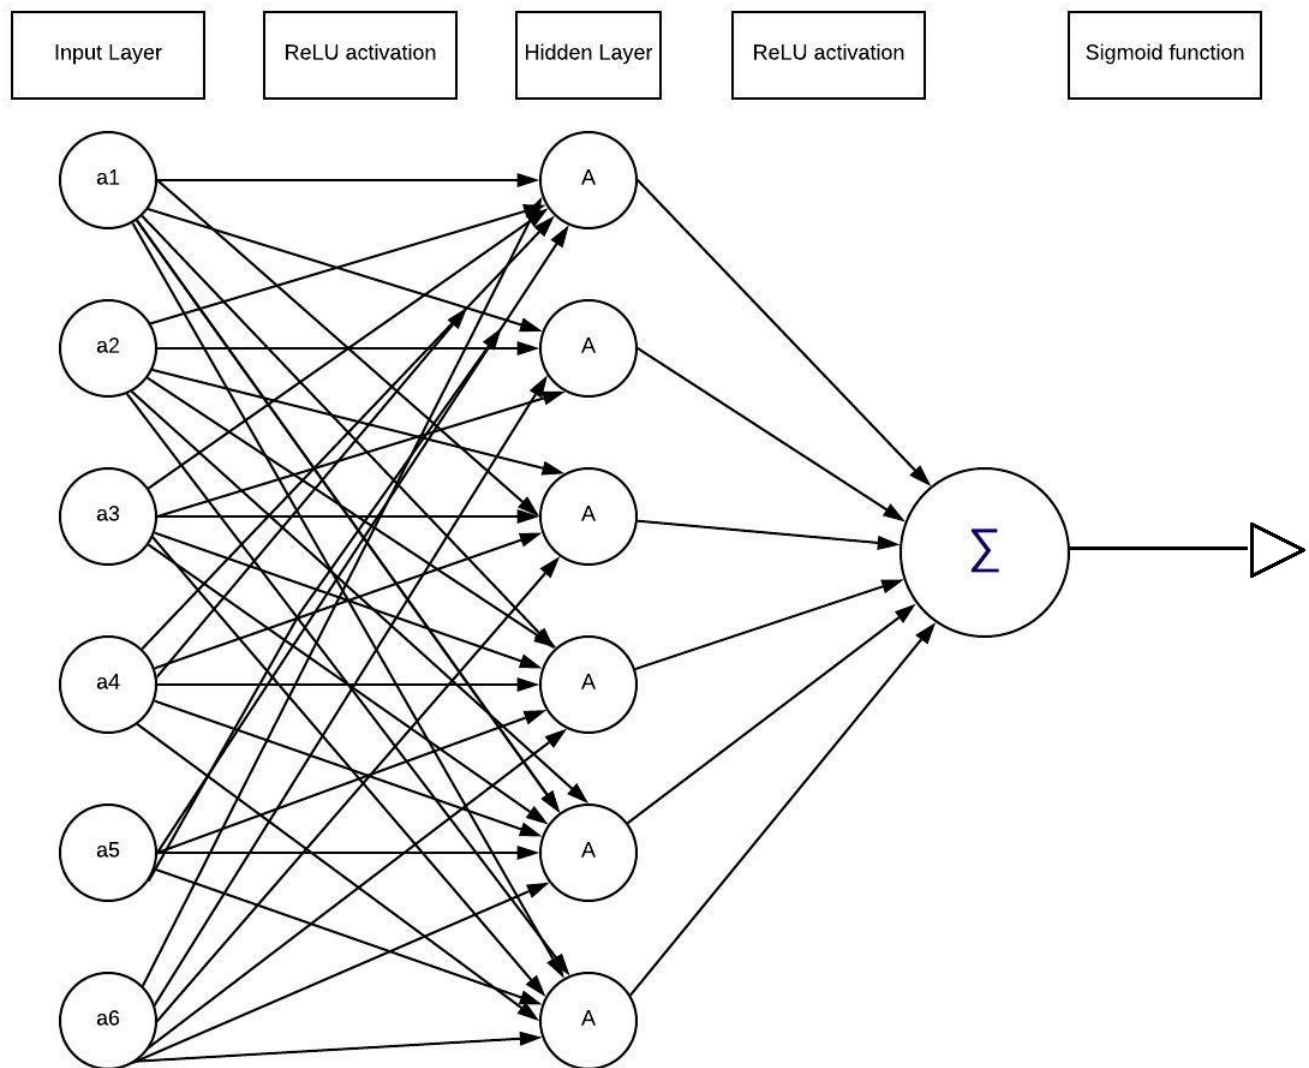 Input Layer
ReLU activation
Hidden Layer
ReLU activation
Sigmoid function
a1
A
a2
A
a3
A
Σ
a4
A
a5
A
a6
A